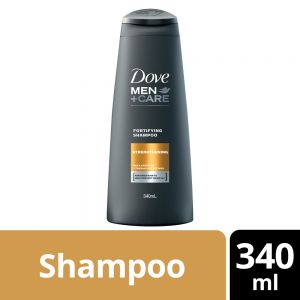 Dove
MEN
+CARE
FORTIFYING
SHAMPOO
STRENGTHENING
340mL
Shampoo
340
ml